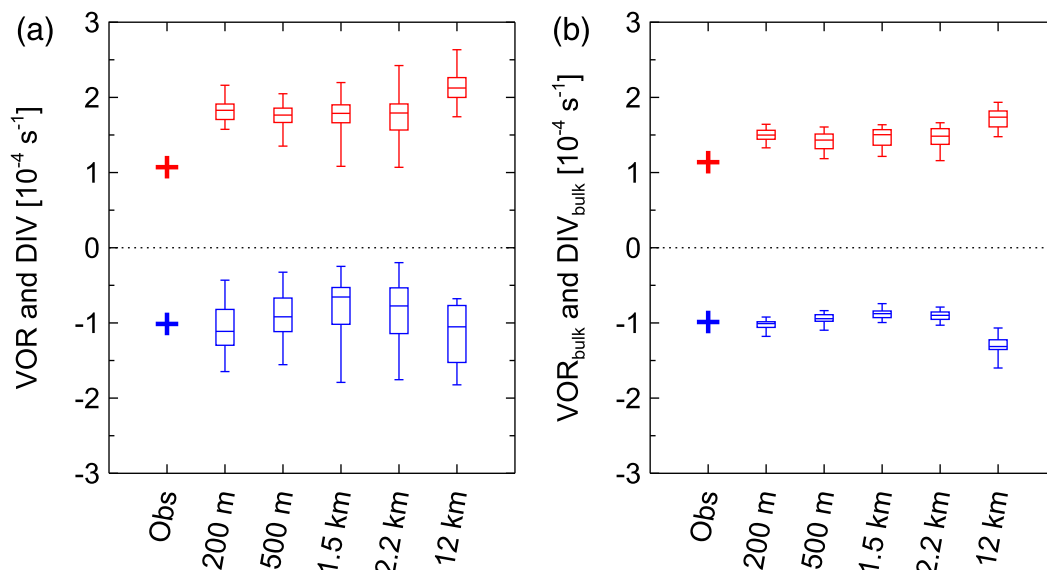 (a)
VOR and DIV [10⁻⁴ s⁻¹]
3
2
1
0
-1
-2
-3
Obs
200 m
500 m
1.5 km
2.2 km
12 km
(b)
VOR_bulk and DIV_bulk [10⁻⁴ s⁻¹]
3
2
1
0
-1
-2
-3
Obs
200 m
500 m
1.5 km
2.2 km
12 km